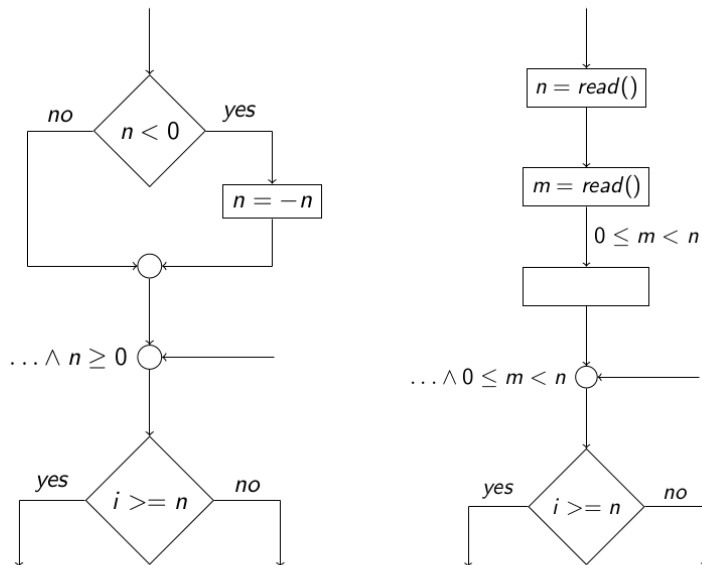 no
yes
n < 0
n = −n
… ∧ n ≥ 0
yes
no
i >= n
n = read()
m = read()
0 ≤ m < n
… ∧ 0 ≤ m < n
yes
no
i >= n